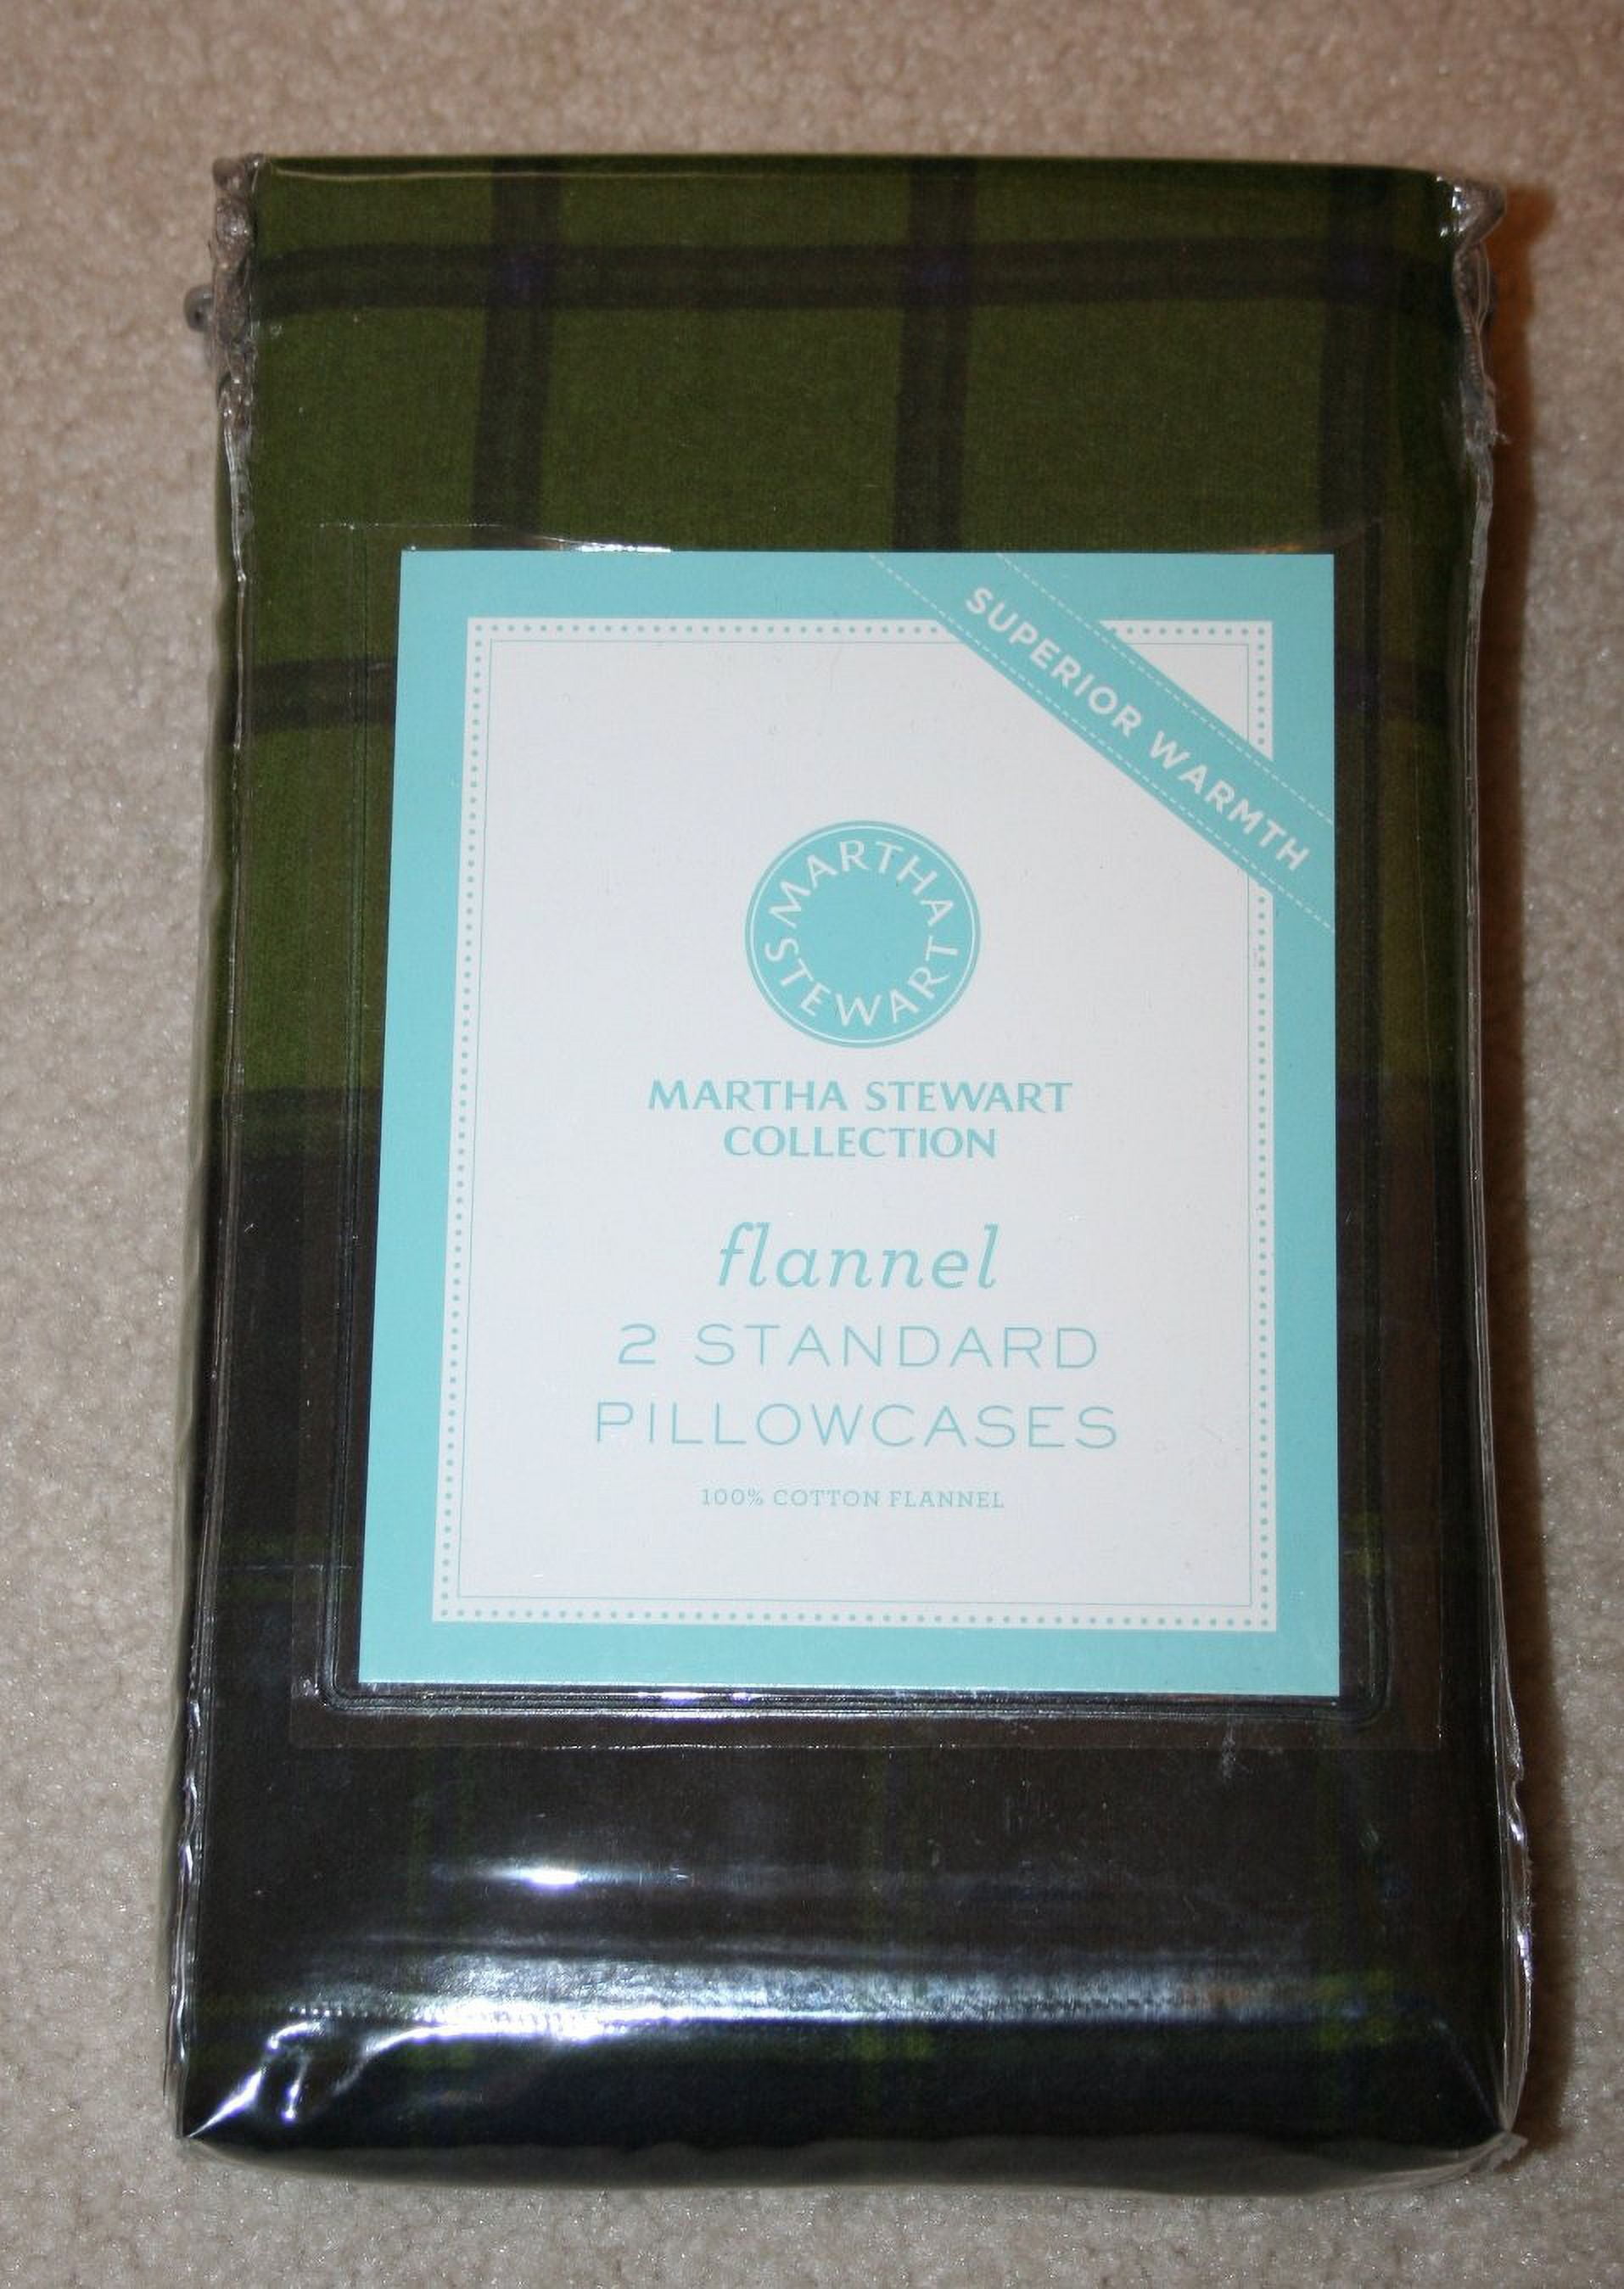 SUPERIOR WARMTH
MARTHA
STEWART
MARTHA STEWART
COLLECTION
flannel
2 STANDARD
PILLOWCASES
100% COTTON FLANNEL